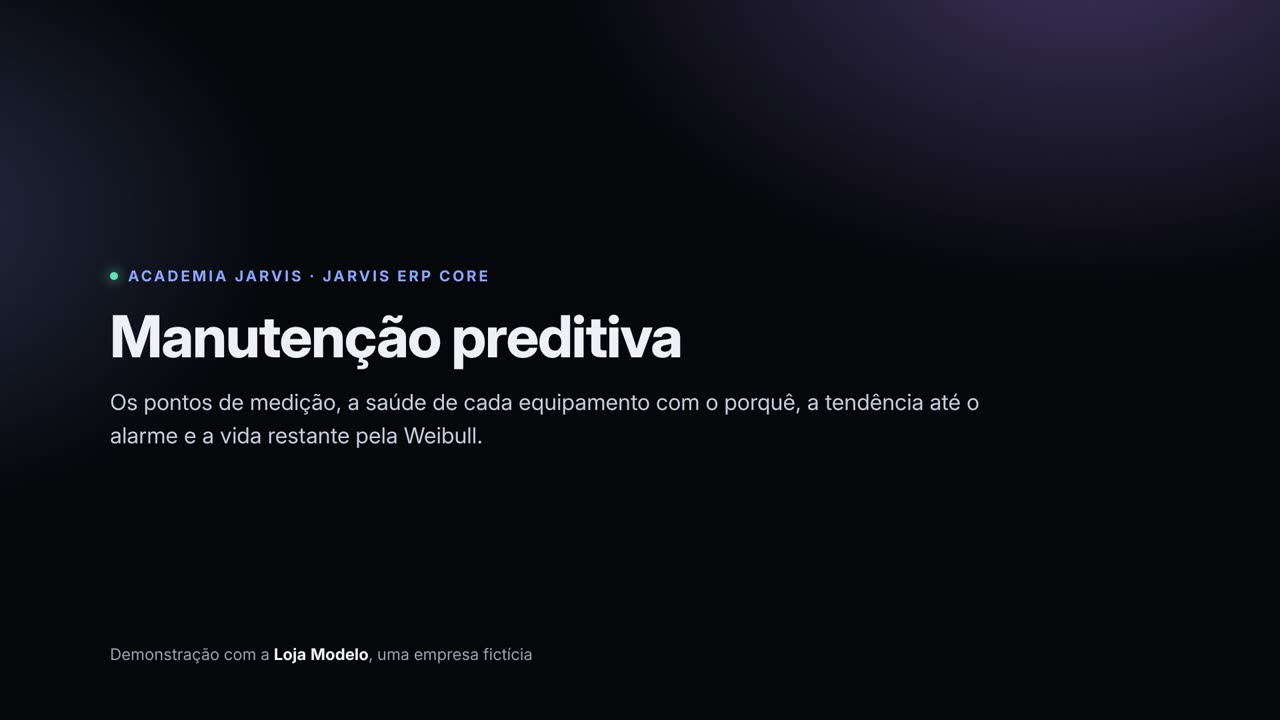 ACADEMIA JARVIS · JARVIS ERP CORE
Manutenção preditiva
Os pontos de medição, a saúde de cada equipamento com o porquê, a tendência até o
alarme e a vida restante pela Weibull.
Demonstração com a Loja Modelo, uma empresa fictícia